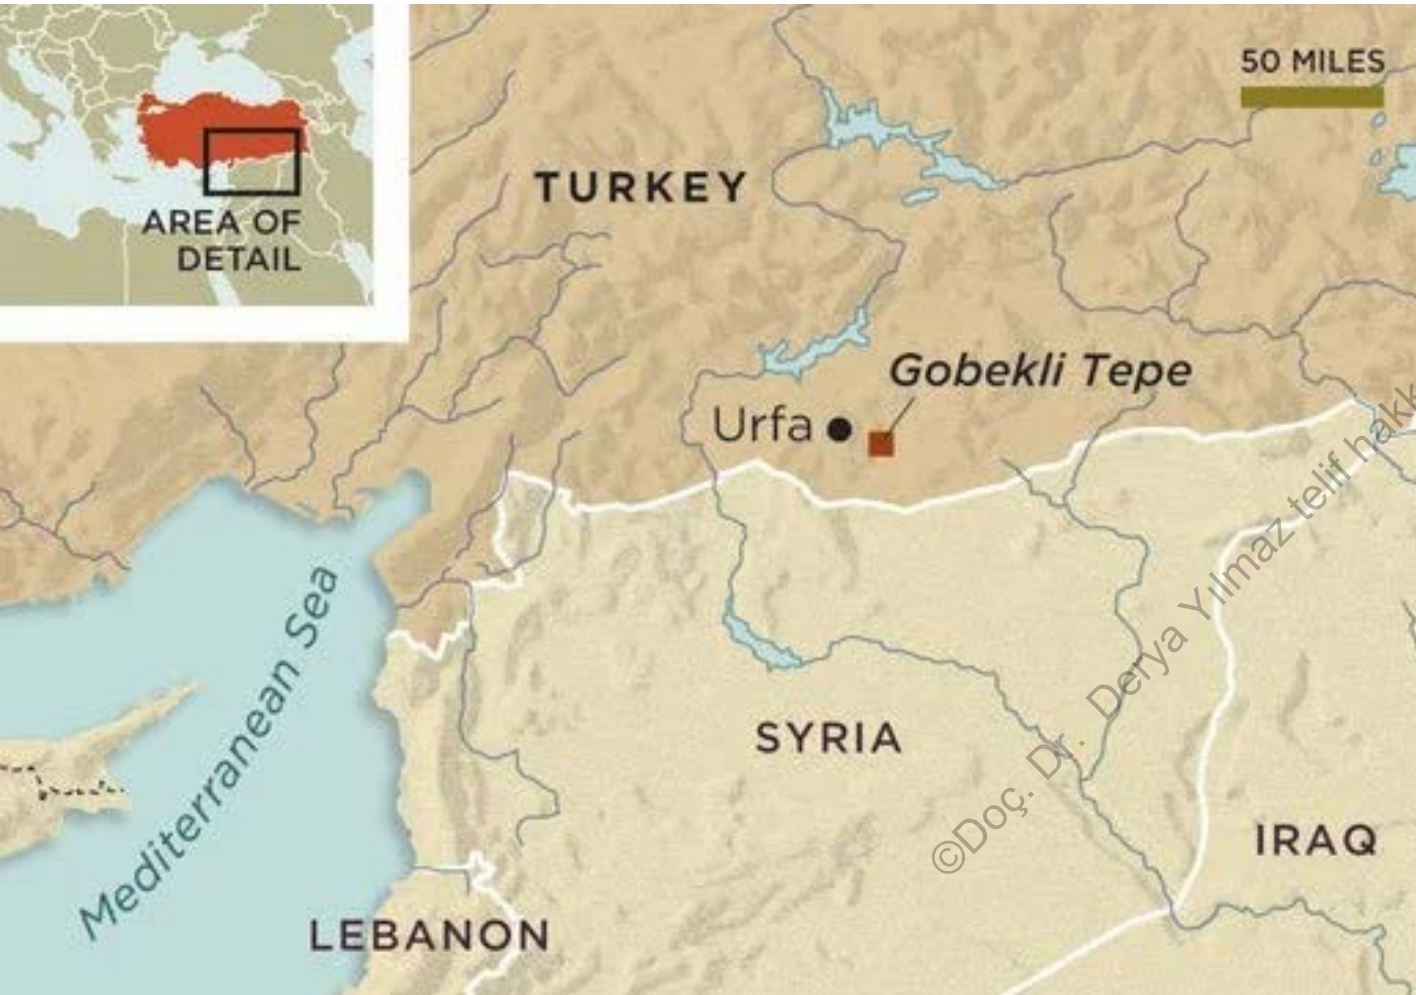 50 MILES
TURKEY
AREA OF
DETAIL
Gobekli Tepe
Urfa
Mediterranean Sea
SYRIA
IRAQ
LEBANON
©Doç. Dr. Derya Yılmaz telif hakk